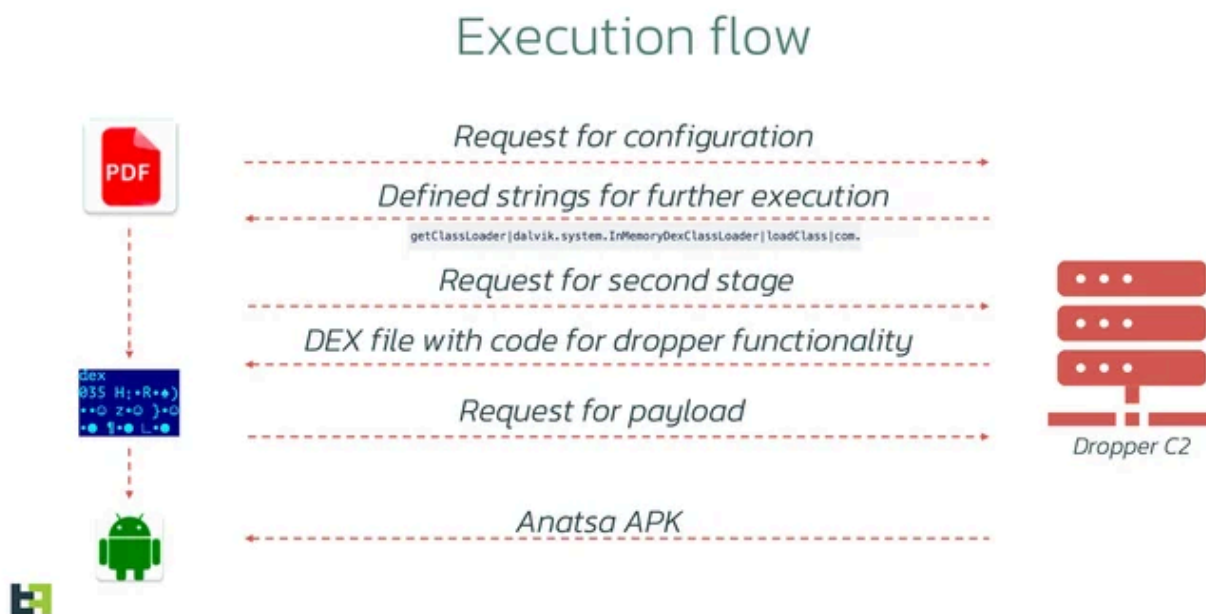 Execution flow
PDF
Request for configuration
Defined strings for further execution
getClassLoader|dalvik.system.InMemoryDexClassLoader|loadClass|com.
Request for second stage
DEX file with code for dropper functionality
dex
035 H;•R•♠)
••☺ z•☺ }•☺
•● ¶•● ∟•●
Request for payload
Dropper C2
Anatsa APK